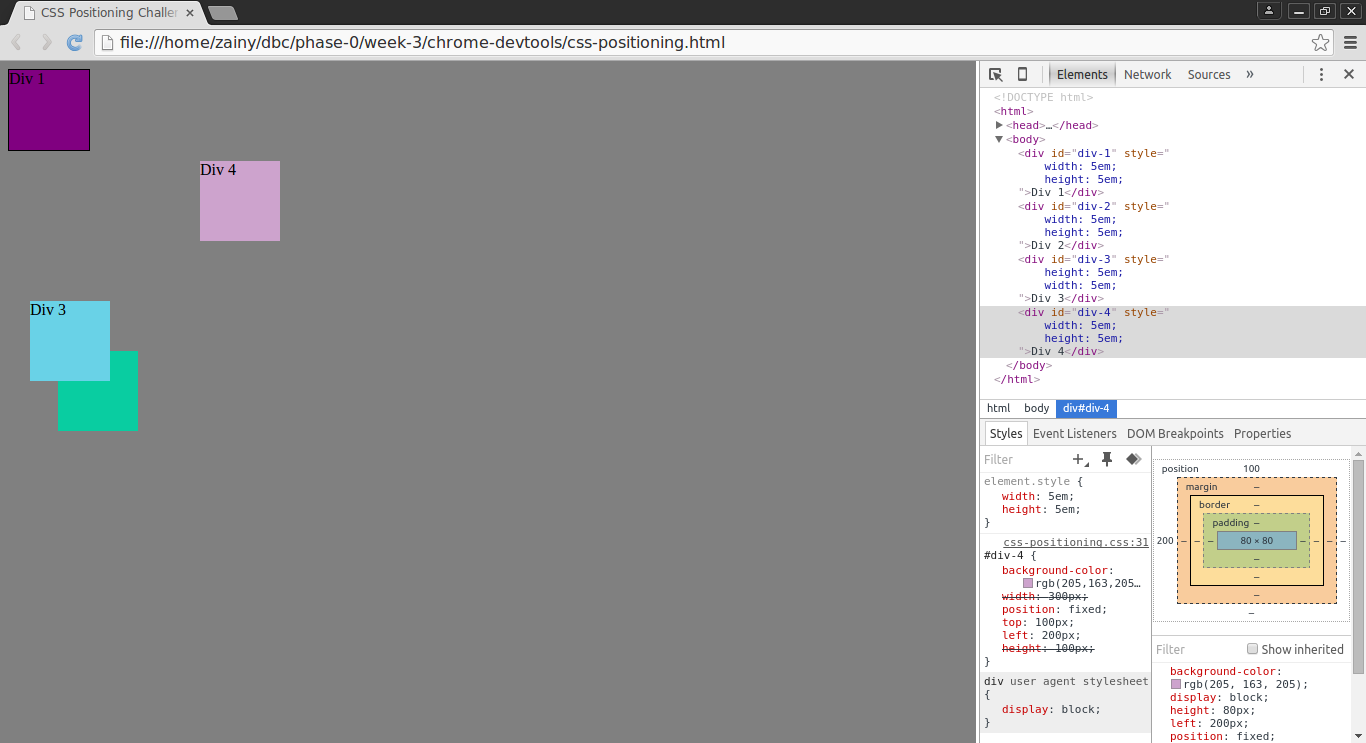 CSS Positioning Challer
file:///home/zainy/dbc/phase-0/week-3/chrome-devtools/css-positioning.html
Div 1
Div 4
Div 3
Elements Network Sources »
<!DOCTYPE html>
<html>
<head>…</head>
<body>
<div id="div-1" style="
width: 5em;
height: 5em;
">Div 1</div>
<div id="div-2" style="
width: 5em;
height: 5em;
">Div 2</div>
<div id="div-3" style="
height: 5em;
width: 5em;
">Div 3</div>
<div id="div-4" style="
width: 5em;
height: 5em;
">Div 4</div>
</body>
</html>
html body div#div-4
Styles Event Listeners DOM Breakpoints Properties
Filter
element.style {
width: 5em;
height: 5em;
}
css-positioning.css:31
#div-4 {
background-color:
rgb(205,163,205…
width: 300px;
position: fixed;
top: 100px;
left: 200px;
height: 100px;
}
div user agent stylesheet
{
display: block;
}
position 100
margin –
border –
padding –
200 – – – 80 × 80 – – – –
–
–
–
–
Filter Show inherited
background-color:
rgb(205, 163, 205);
display: block;
height: 80px;
left: 200px;
position: fixed;